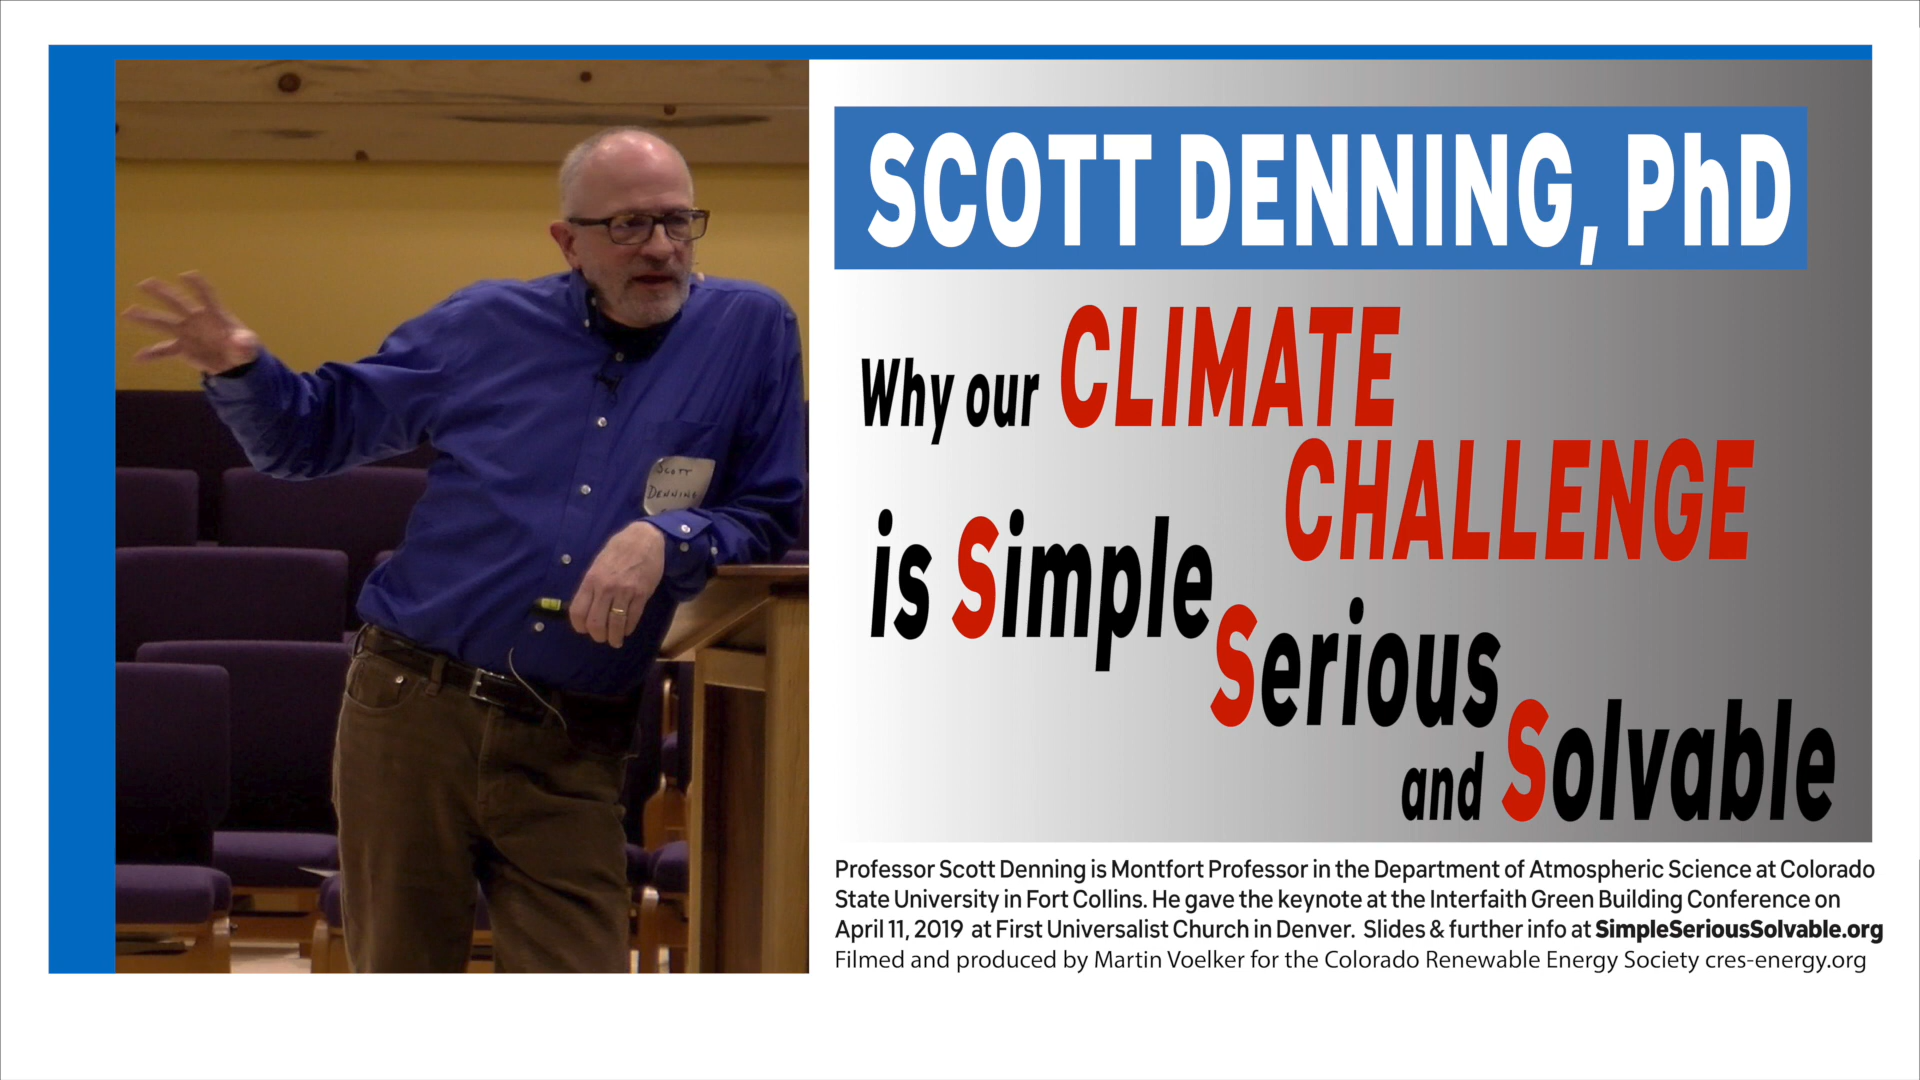 SCOTT DENNING, PhD
Why our CLIMATE
CHALLENGE
is Simple
Serious
and Solvable
SCOTT
DENNING
Professor Scott Denning is Montfort Professor in the Department of Atmospheric Science at Colorado
State University in Fort Collins. He gave the keynote at the Interfaith Green Building Conference on
April 11, 2019 at First Universalist Church in Denver. Slides & further info at SimpleSeriousSolvable.org
Filmed and produced by Martin Voelker for the Colorado Renewable Energy Society cres-energy.org